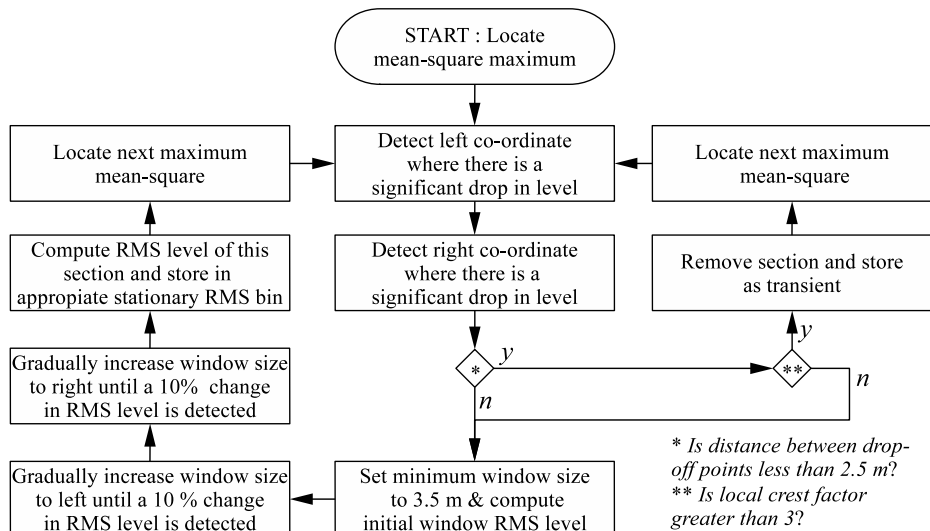 START : Locate
mean-square maximum
Locate next maximum
mean-square
Detect left co-ordinate
where there is a
significant drop in level
Locate next maximum
mean-square
Compute RMS level of this
section and store in
appropiate stationary RMS bin
Detect right co-ordinate
where there is a
significant drop in level
Remove section and store
as transient
Gradually increase window size
to right until a 10% change
in RMS level is detected
*
y
n
**
y
n
Gradually increase window size
to left until a 10 % change
in RMS level is detected
Set minimum window size
to 3.5 m & compute
initial window RMS level
* Is distance between drop-
off points less than 2.5 m?
** Is local crest factor
greater than 3?